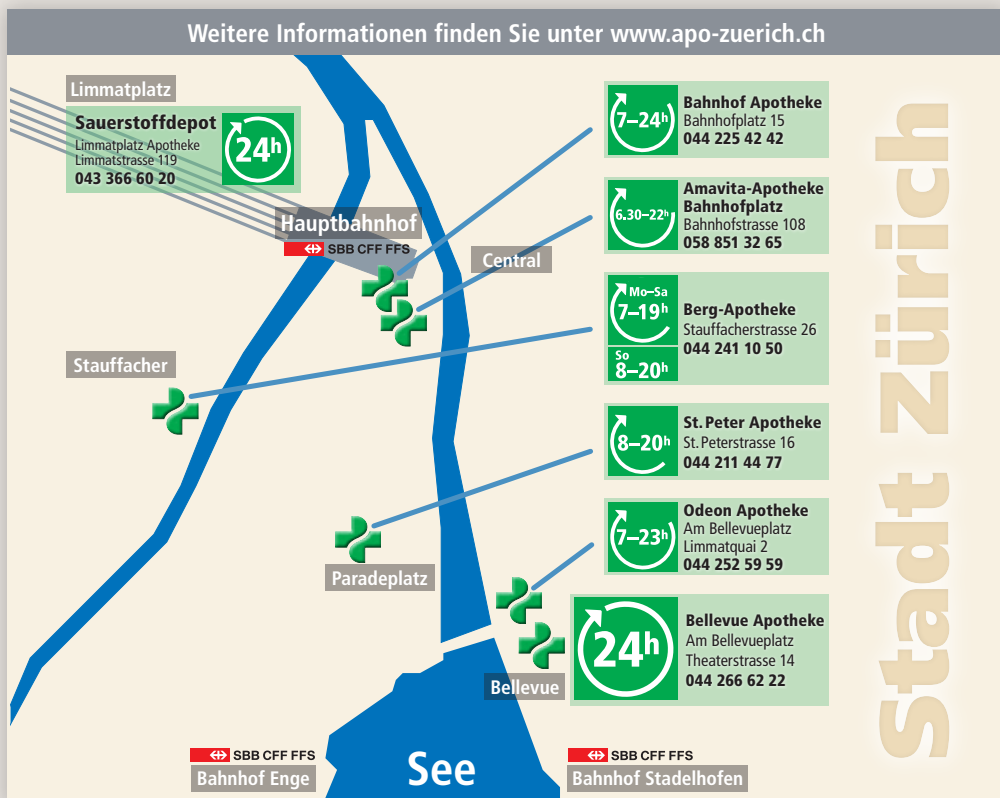 Weitere Informationen finden Sie unter www.apo-zuerich.ch
Limmatplatz
Sauerstoffdepot
Limmatplatz Apotheke
Limmatstrasse 119
043 366 60 20
24h
Hauptbahnhof
SBB CFF FFS
Central
Stauffacher
Paradeplatz
Bellevue
See
SBB CFF FFS
Bahnhof Enge
SBB CFF FFS
Bahnhof Stadelhofen
7–24h
Bahnhof Apotheke
Bahnhofplatz 15
044 225 42 42
6.30–22h
Amavita-Apotheke
Bahnhofplatz
Bahnhofstrasse 108
058 851 32 65
Mo–Sa
7–19h
So
8–20h
Berg-Apotheke
Stauffacherstrasse 26
044 241 10 50
8–20h
St. Peter Apotheke
St. Peterstrasse 16
044 211 44 77
7–23h
Odeon Apotheke
Am Bellevueplatz
Limmatquai 2
044 252 59 59
24h
Bellevue Apotheke
Am Bellevueplatz
Theaterstrasse 14
044 266 62 22
Stadt Zürich